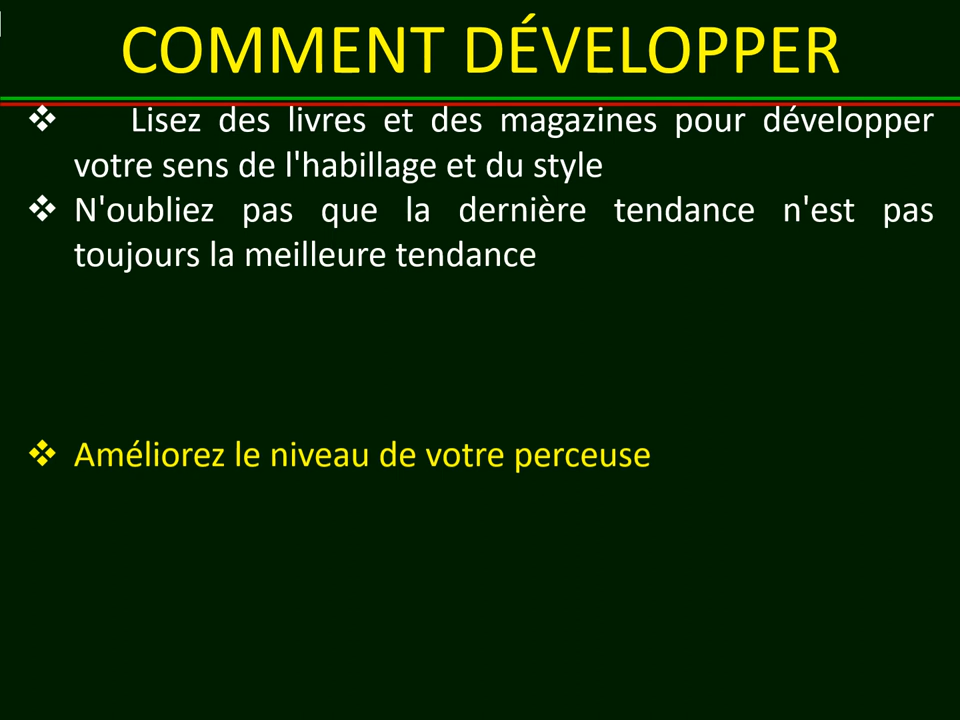 COMMENT DÉVELOPPER
❖ Lisez des livres et des magazines pour développer
votre sens de l'habillage et du style
❖ N'oubliez pas que la dernière tendance n'est pas
toujours la meilleure tendance
❖ Améliorez le niveau de votre perceuse